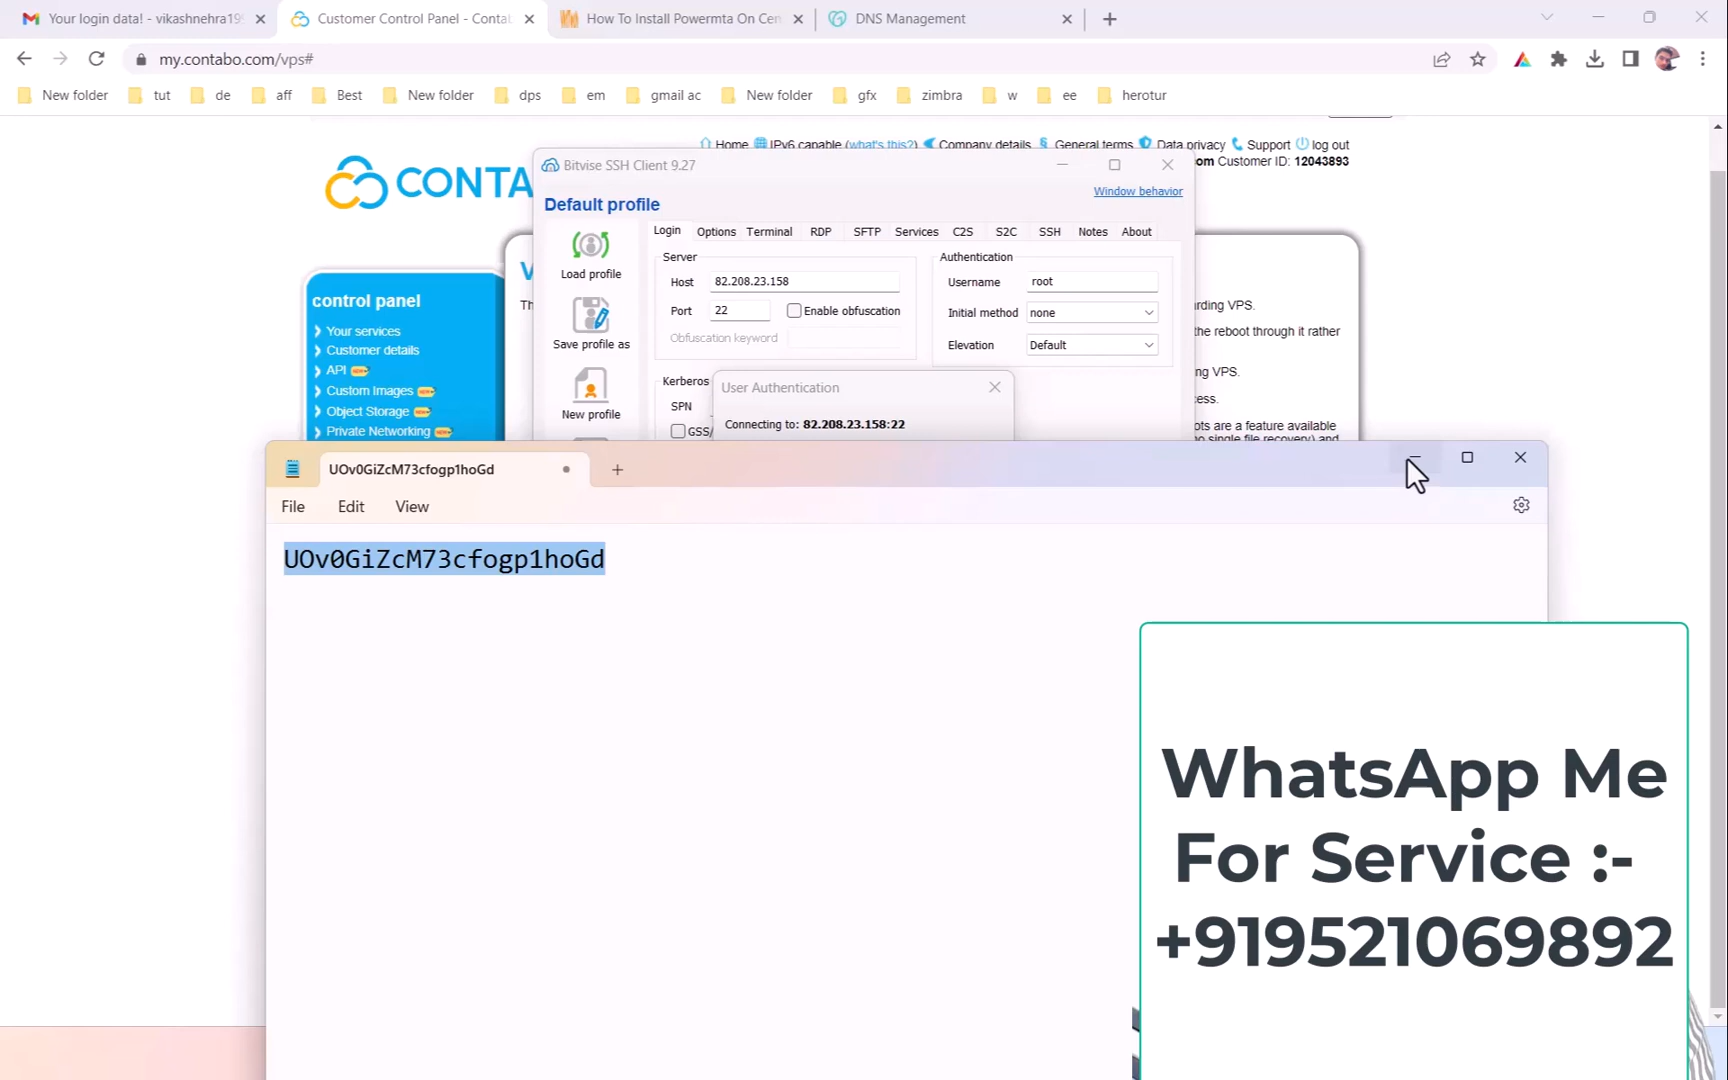 Your login data! - vikashnehra199
Customer Control Panel - Contab
How To Install Powermta On Cen
DNS Management
my.contabo.com/vps#
New folder
tut
de
aff
Best
New folder
dps
em
gmail ac
New folder
gfx
zimbra
w
ee
herotur
Home
IPv6 capable (what's this?)
Company details
General terms
Data privacy
Support
log out
om Customer ID: 12043893
CONTA
control panel
Your services
Customer details
API
Custom Images
Object Storage
Private Networking
V
Th
Bitvise SSH Client 9.27
Window behavior
Default profile
Load profile
Save profile as
New profile
Login
Options
Terminal
RDP
SFTP
Services
C2S
S2C
SSH
Notes
About
Server
Host
82.208.23.158
Port
22
Enable obfuscation
Obfuscation keyword
Authentication
Username
root
Initial method
none
Elevation
Default
Kerberos
SPN
GSS/
User Authentication
Connecting to: 82.208.23.158:22
rding VPS.
the reboot through it rather
ng VPS.
cess.
ots are a feature available
UOv0GiZcM73cfogp1hoGd
File
Edit
View
UOv0GiZcM73cfogp1hoGd
WhatsApp Me
For Service :-
+919521069892